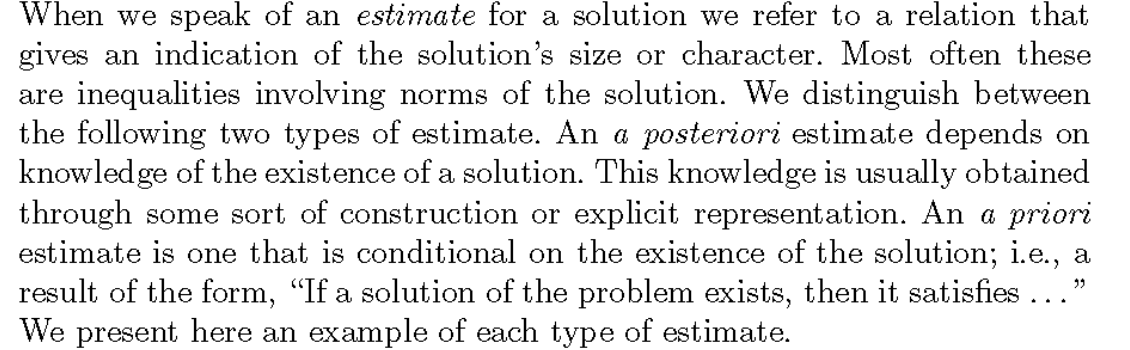 When we speak of an estimate for a solution we refer to a relation that
gives an indication of the solution's size or character. Most often these
are inequalities involving norms of the solution. We distinguish between
the following two types of estimate. An a posteriori estimate depends on
knowledge of the existence of a solution. This knowledge is usually obtained
through some sort of construction or explicit representation. An a priori
estimate is one that is conditional on the existence of the solution; i.e., a
result of the form, “If a solution of the problem exists, then it satisfies ...”
We present here an example of each type of estimate.